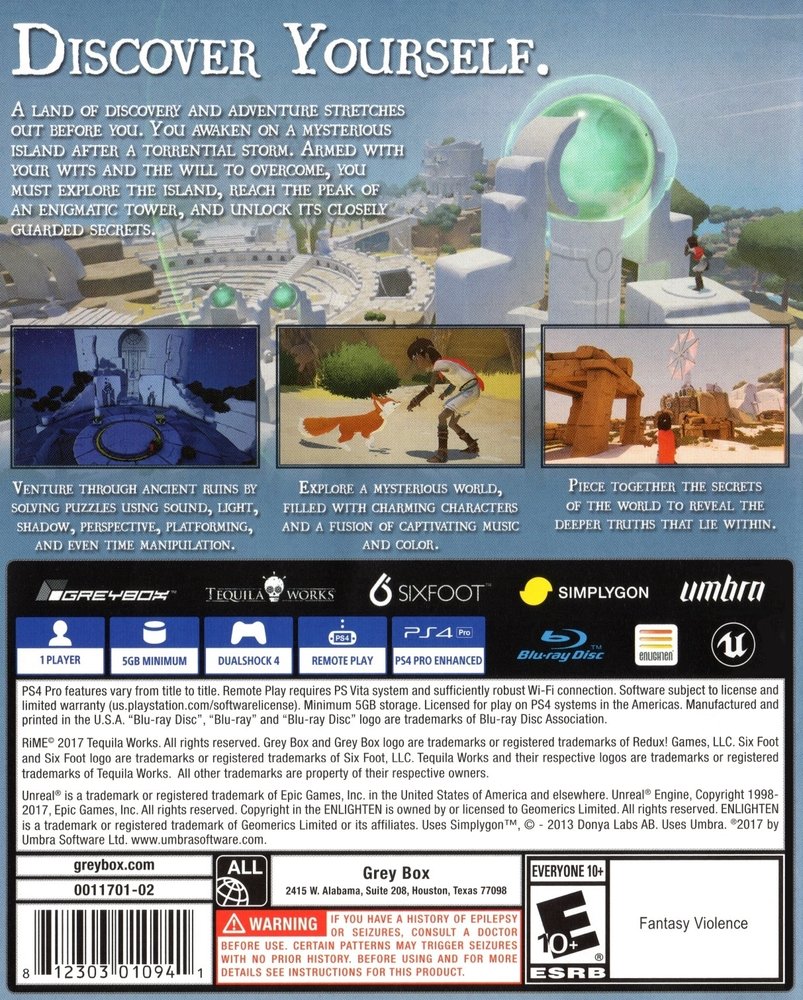 Discover Yourself.
A land of discovery and adventure stretches
out before you. You awaken on a mysterious
island after a torrential storm. Armed with
your wits and the will to overcome, you
must explore the island, reach the peak of
an enigmatic tower, and unlock its closely
guarded secrets.
Venture through ancient ruins by
solving puzzles using sound, light,
shadow, perspective, platforming,
and even time manipulation.
Explore a mysterious world,
filled with charming characters
and a fusion of captivating music
and color.
Piece together the secrets
of the world to reveal the
deeper truths that lie within.
GREYBOX™ TEQUILA WORKS SIXFOOT™ SIMPLYGON umbra
1 PLAYER
5GB MINIMUM
DUALSHOCK 4
PS4
REMOTE PLAY
PS4 Pro
PS4 PRO ENHANCED
Blu-ray Disc™
ENLIGHTEN
PS4 Pro features vary from title to title. Remote Play requires PS Vita system and sufficiently robust Wi-Fi connection. Software subject to license and
limited warranty (us.playstation.com/softwarelicense). Minimum 5GB storage. Licensed for play on PS4 systems in the Americas. Manufactured and
printed in the U.S.A. “Blu-ray Disc”, “Blu-ray” and “Blu-ray Disc” logo are trademarks of Blu-ray Disc Association.
RiME© 2017 Tequila Works. All rights reserved. Grey Box and Grey Box logo are trademarks or registered trademarks of Redux! Games, LLC. Six Foot
and Six Foot logo are trademarks or registered trademarks of Six Foot, LLC. Tequila Works and their respective logos are trademarks or registered
trademarks of Tequila Works. All other trademarks are property of their respective owners.
Unreal® is a trademark or registered trademark of Epic Games, Inc. in the United States of America and elsewhere. Unreal® Engine, Copyright 1998-
2017, Epic Games, Inc. All rights reserved. Copyright in the ENLIGHTEN is owned by or licensed to Geomerics Limited. All rights reserved. ENLIGHTEN
is a trademark or registered trademark of Geomerics Limited or its affiliates. Uses Simplygon™, © - 2013 Donya Labs AB. Uses Umbra. ®2017 by
Umbra Software Ltd. www.umbrasoftware.com.
greybox.com
0011701-02
8 12303 01094 1
ALL
Grey Box
2415 W. Alabama, Suite 208, Houston, Texas 77098
WARNING IF YOU HAVE A HISTORY OF EPILEPSY
OR SEIZURES, CONSULT A DOCTOR
BEFORE USE. CERTAIN PATTERNS MAY TRIGGER SEIZURES
WITH NO PRIOR HISTORY. BEFORE USING AND FOR MORE
DETAILS SEE INSTRUCTIONS FOR THIS PRODUCT.
EVERYONE 10+
E
10+
®
ESRB
Fantasy Violence